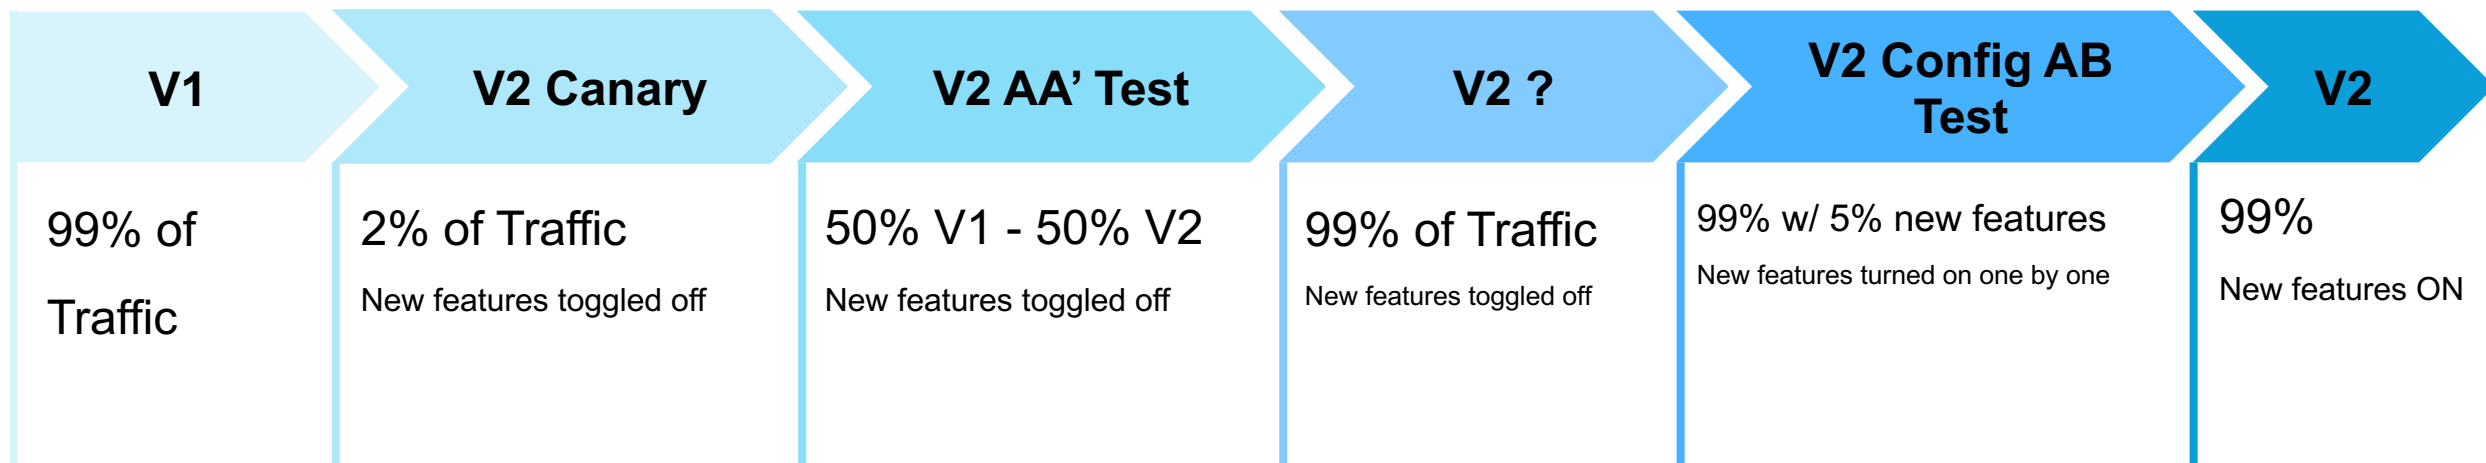 V1
99% of
Traffic
V2 Canary
2% of Traffic
New features toggled off
V2 AA’ Test
50% V1 - 50% V2
New features toggled off
V2 ?
99% of Traffic
New features toggled off
V2 Config AB
Test
99% w/ 5% new features
New features turned on one by one
V2
99%
New features ON